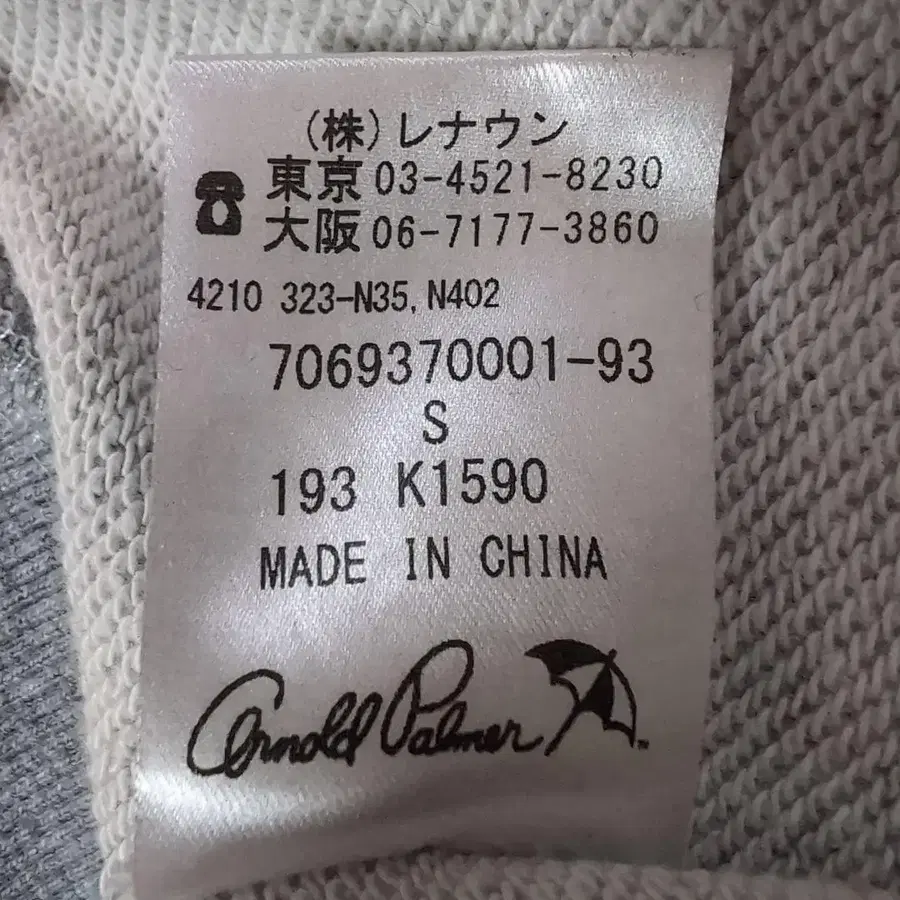 (株)レナウン
東京 03-4521-8230
大阪 06-7177-3860
4210 323-N35, N402
7069370001-93
S
193 K1590
MADE IN CHINA
Arnold Palmer